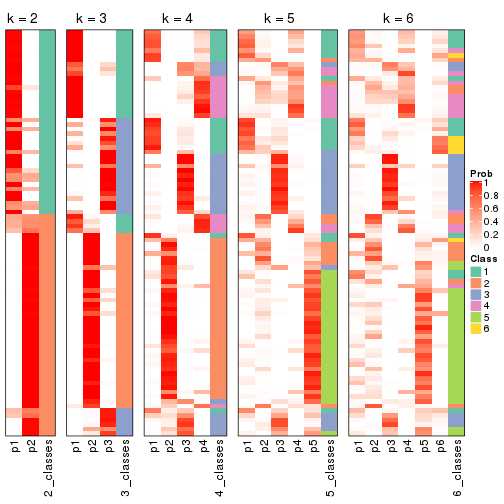 k = 2
k = 3
k = 4
k = 5
k = 6
p1
p2
2_classes
p1
p2
p3
3_classes
p1
p2
p3
p4
4_classes
p1
p2
p3
p4
p5
5_classes
p1
p2
p3
p4
p5
p6
6_classes
Prob
1
0.8
0.6
0.4
0.2
0
Class
1
2
3
4
5
6